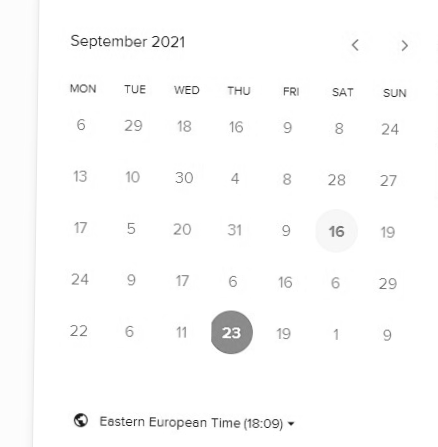 September 2021
MON TUE WED THU FRI SAT SUN
6 29 18 16 9 8 24
13 10 30 4 8 28 27
17 5 20 31 9 16 19
24 9 17 6 16 6 29
22 6 11 23 19 1 9
Eastern European Time (18:09)